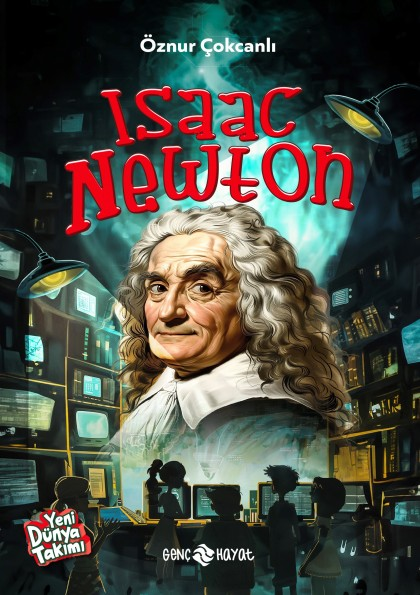 Öznur Çokcanlı
Isaac
Newton
Yeni
Dünya
Takımı
GENÇ HAYAT